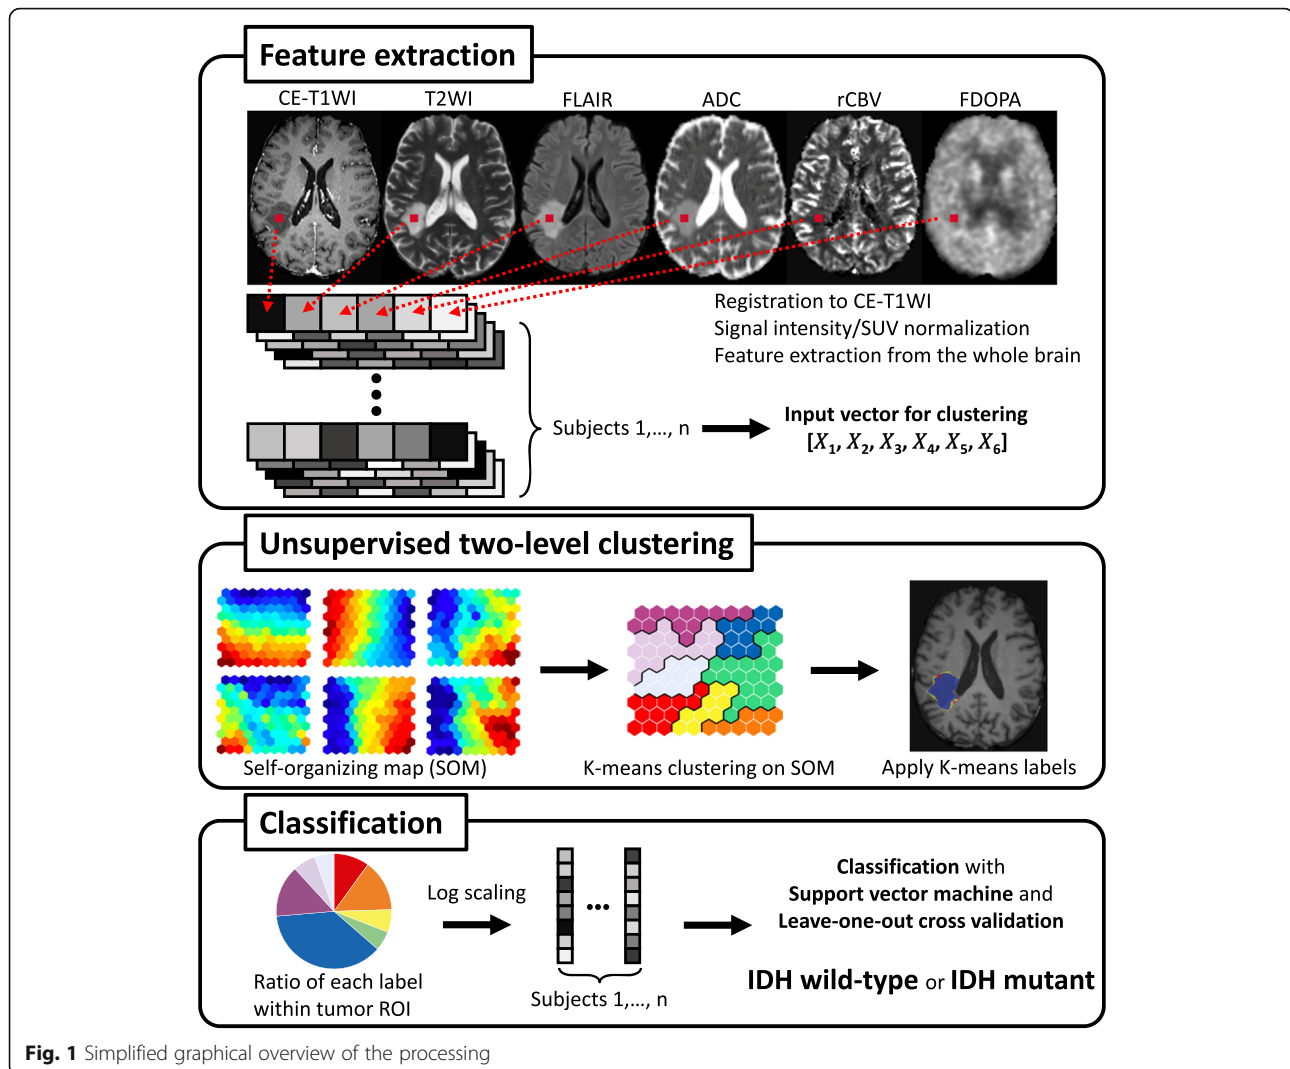 Feature extraction
CE-T1WI T2WI FLAIR ADC rCBV FDOPA
Registration to CE-T1WI
Signal intensity/SUV normalization
Feature extraction from the whole brain
Subjects 1,..., n
Input vector for clustering
[X₁, X₂, X₃, X₄, X₅, X₆]
Unsupervised two-level clustering
Self-organizing map (SOM)
K-means clustering on SOM
Apply K-means labels
Classification
Ratio of each label
within tumor ROI
Log scaling
Subjects 1,..., n
Classification with
Support vector machine and
Leave-one-out cross validation
IDH wild-type or IDH mutant
Fig. 1 Simplified graphical overview of the processing